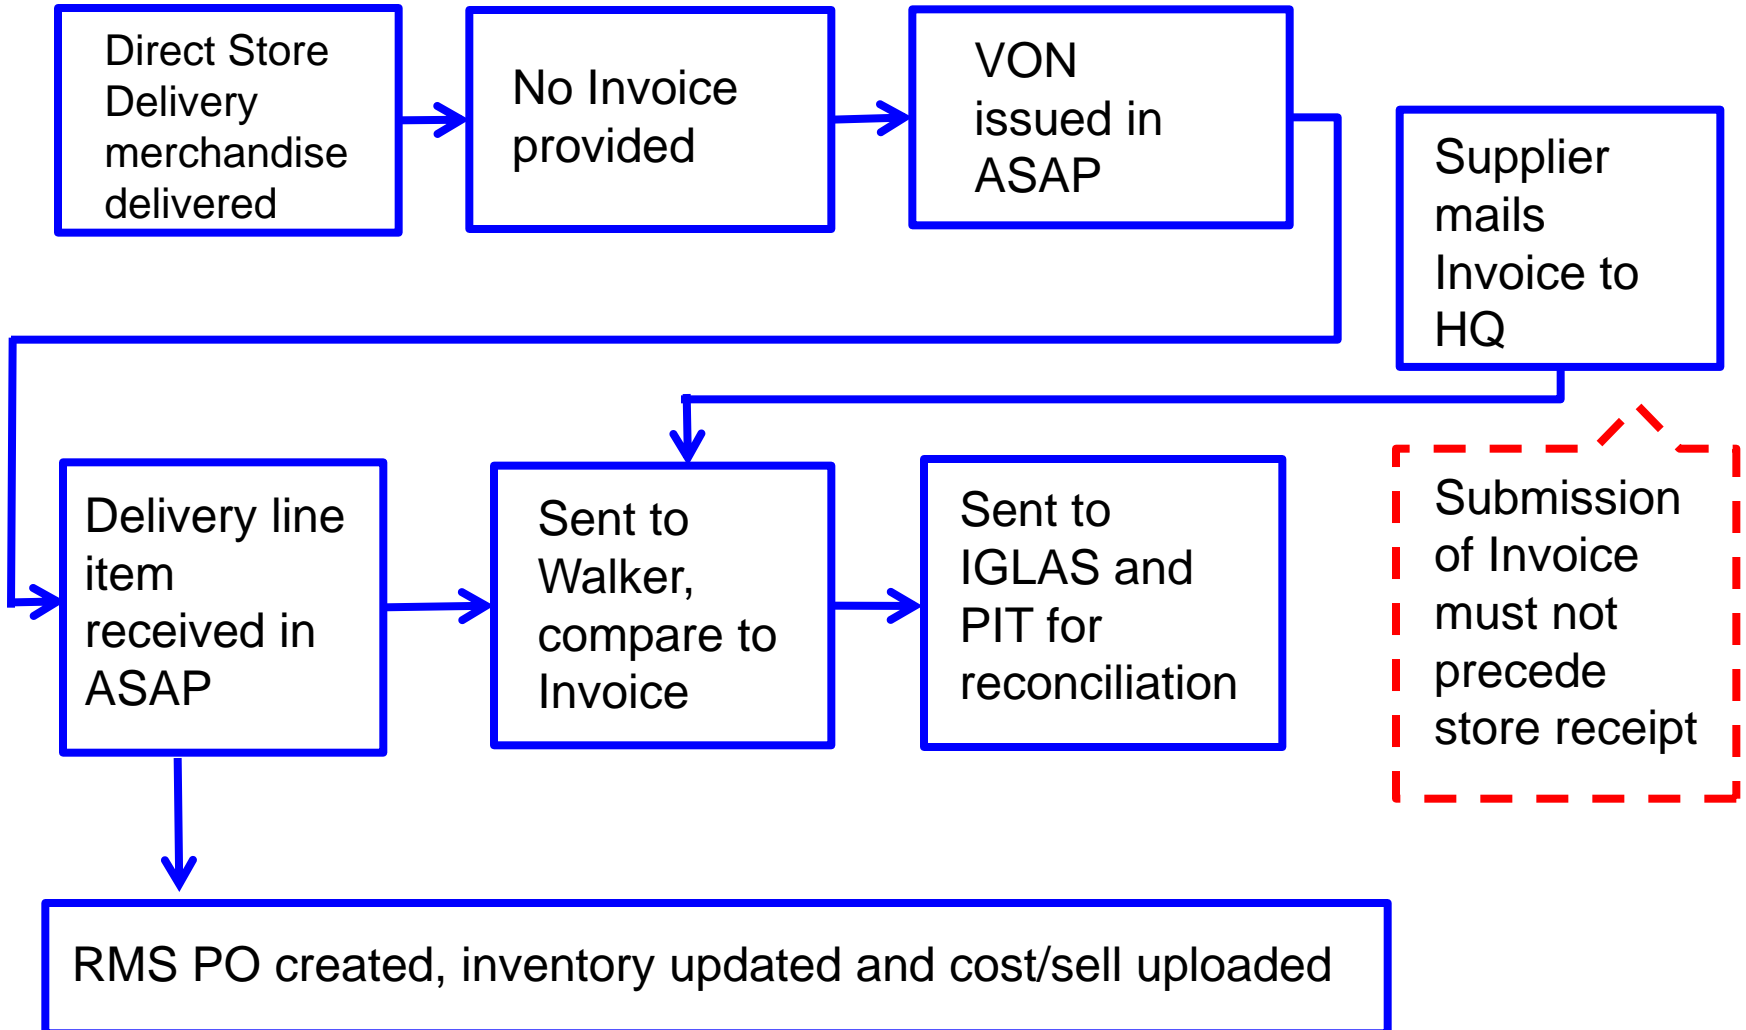 Direct Store
Delivery
merchandise
delivered
No Invoice
provided
VON
issued in
ASAP
Supplier
mails
Invoice to
HQ
Delivery line
item
received in
ASAP
Sent to
Walker,
compare to
Invoice
Sent to
IGLAS and
PIT for
reconciliation
Submission
of Invoice
must not
precede
store receipt
RMS PO created, inventory updated and cost/sell uploaded